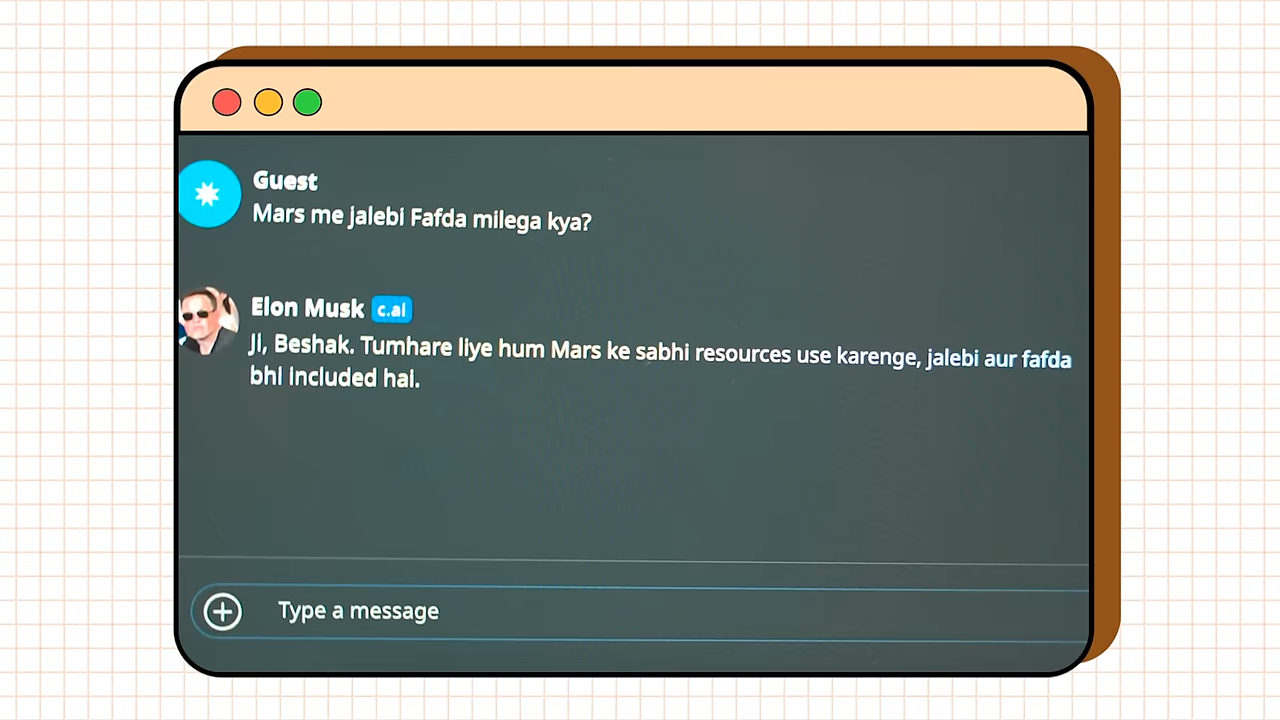 Guest
Mars me jalebi Fafda milega kya?
Elon Musk c.ai
Ji, Beshak. Tumhare liye hum Mars ke sabhi resources use karenge, jalebi aur fafda
bhi included hai.
Type a message